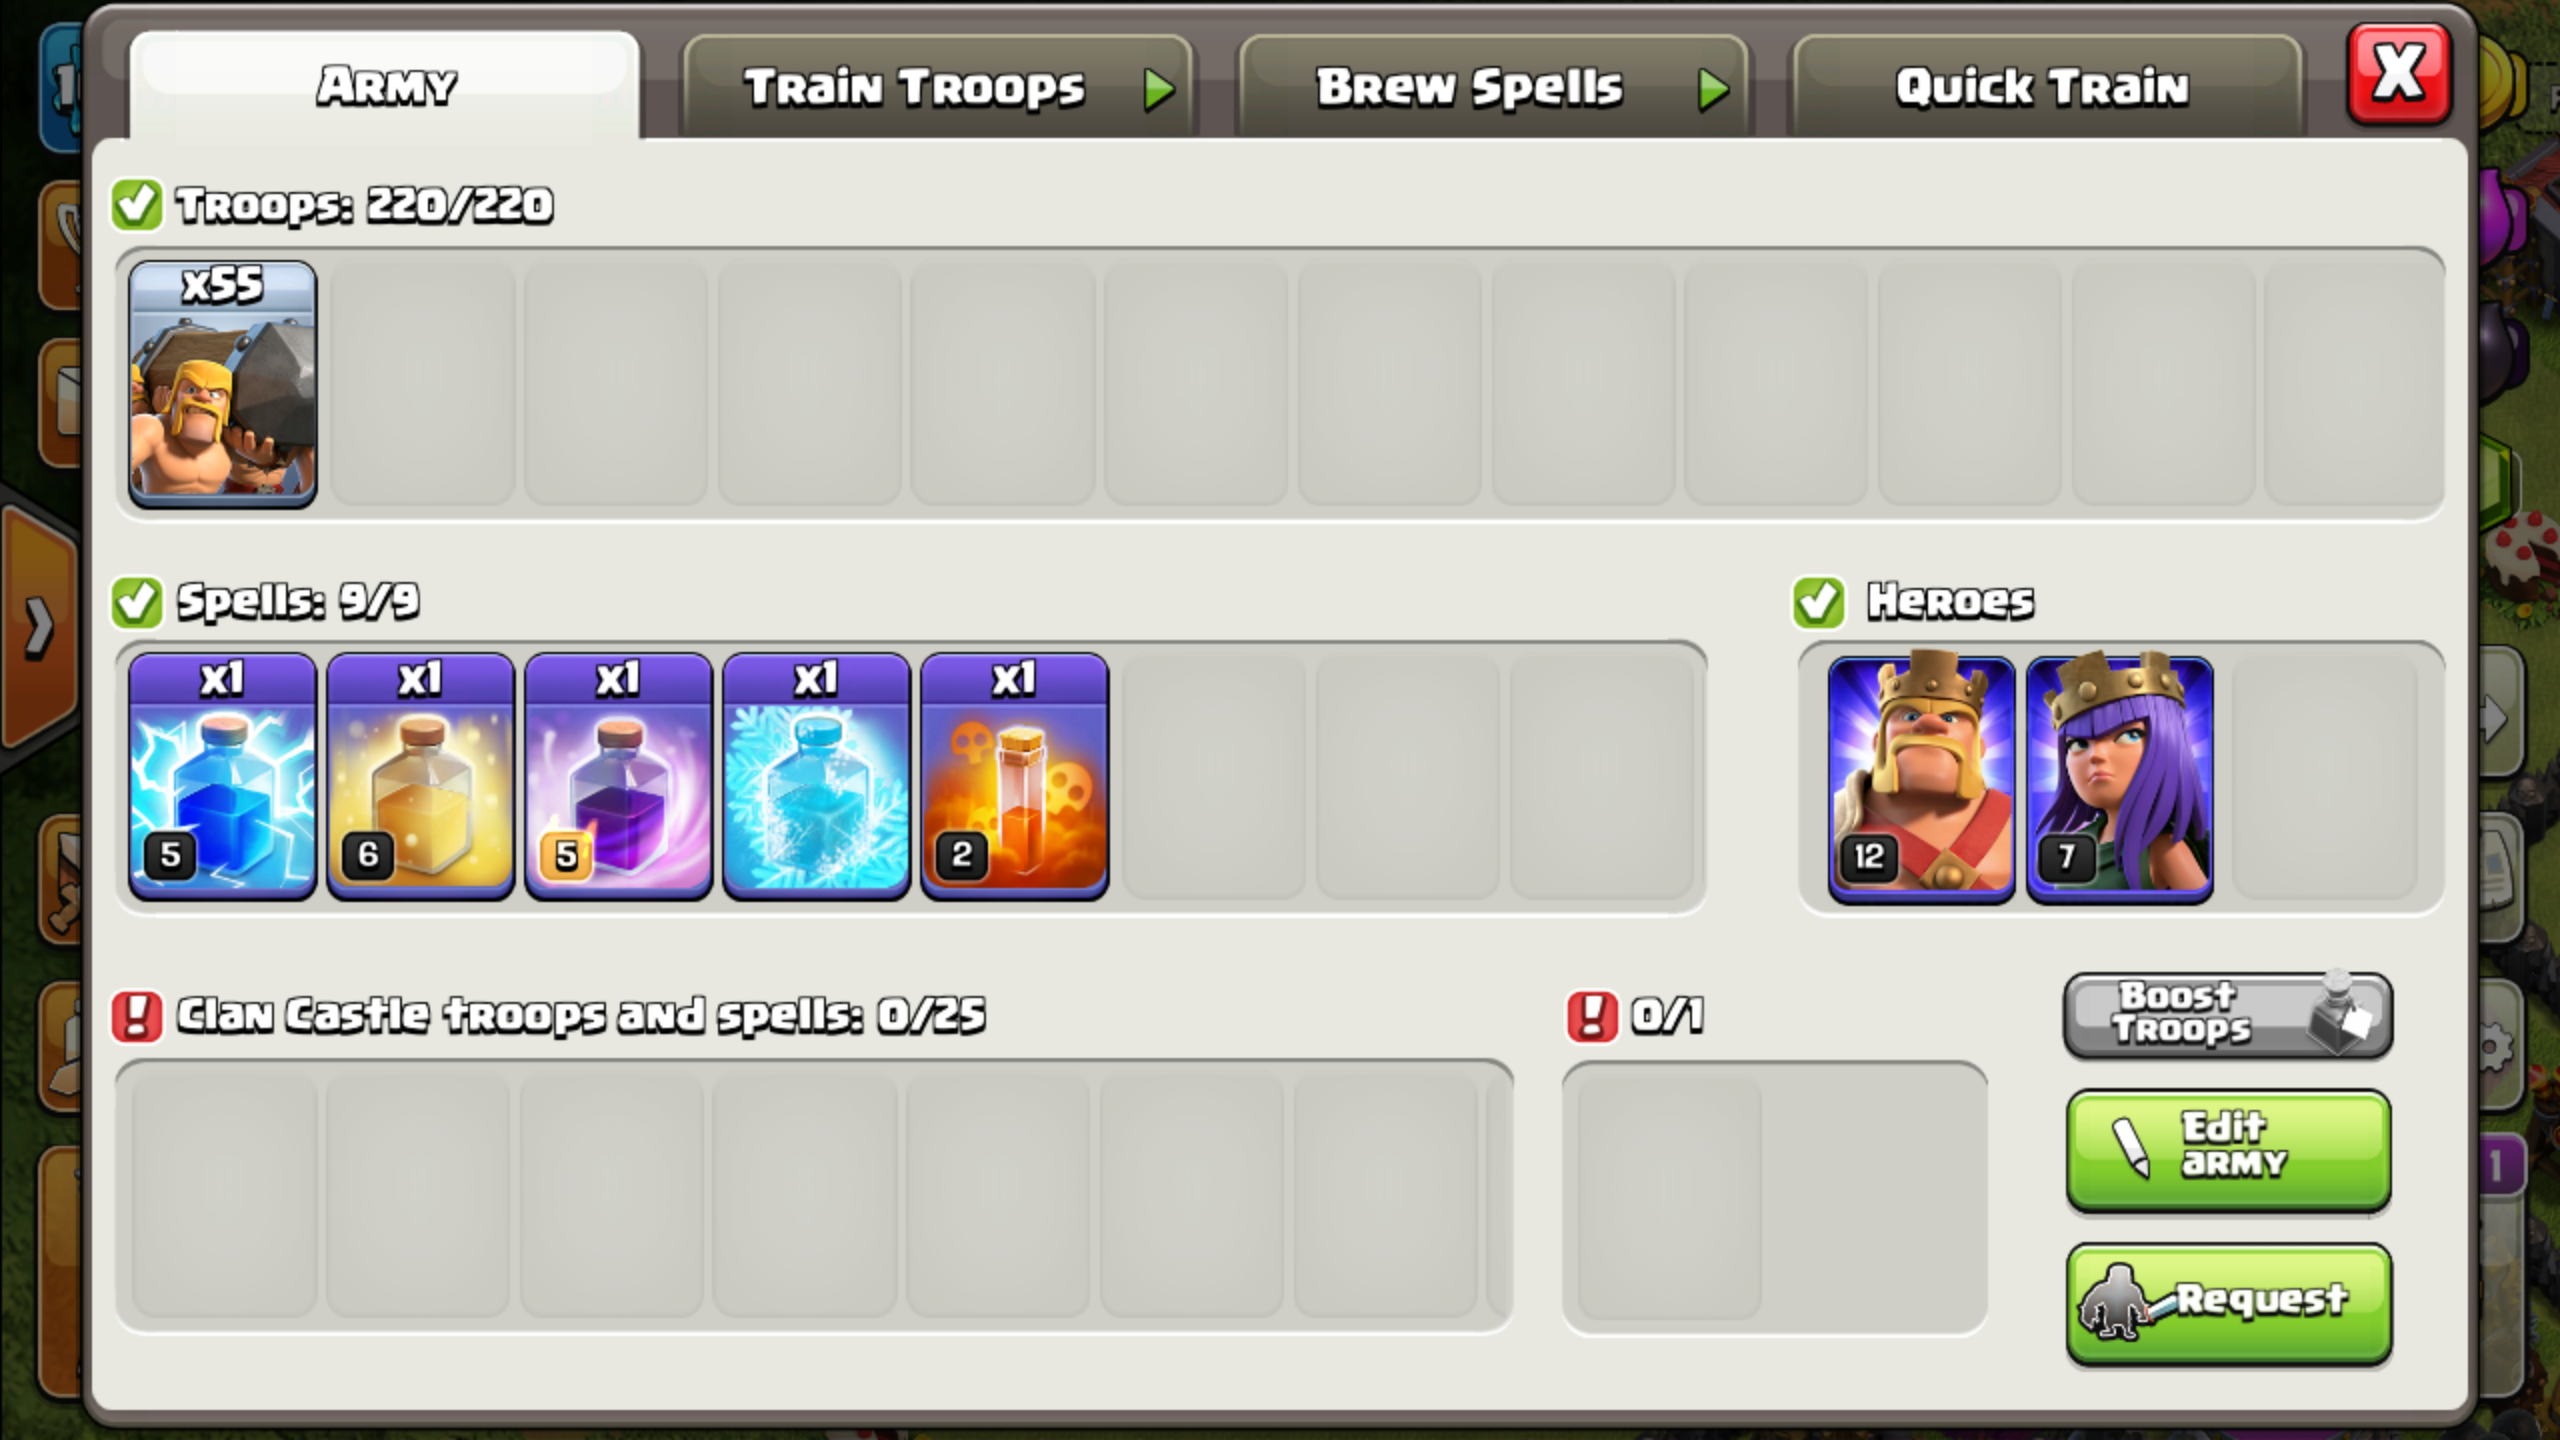 Army
Train Troops
Brew Spells
Quick Train
X
Troops: 220/220
x55
Spells: 9/9
Heroes
x1
x1
x1
x1
x1
5
6
5
2
12
7
Clan Castle troops and spells: 0/25
0/1
Boost
Troops
Edit
army
Request
1